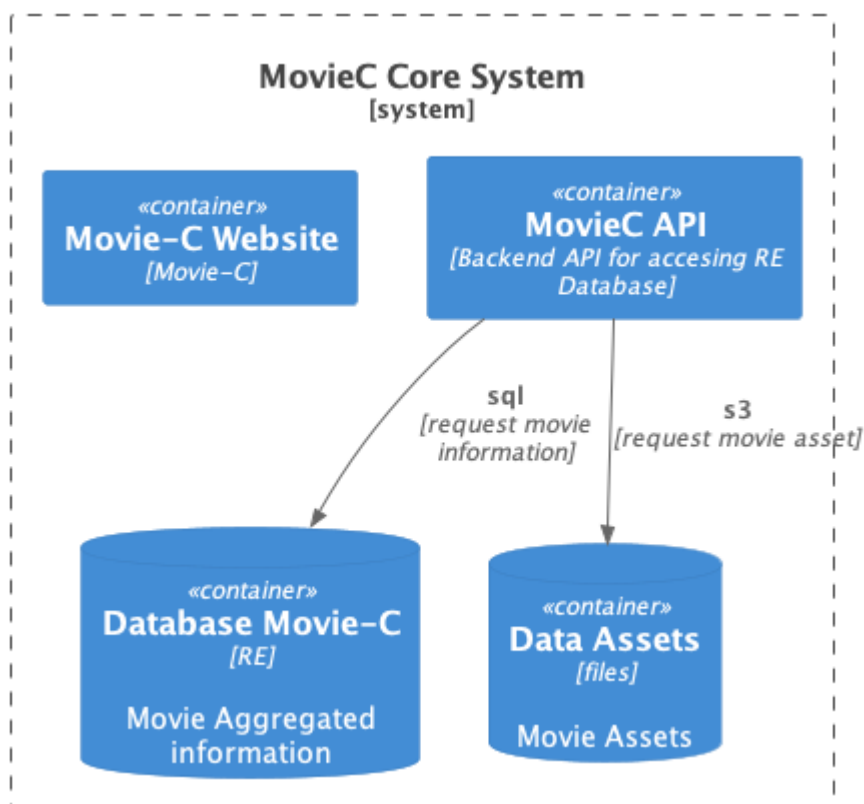 MovieC Core System
[system]
«container»
Movie-C Website
[Movie-C]
«container»
MovieC API
[Backend API for accesing RE
Database]
sql
[request movie
information]
s3
[request movie asset]
«container»
Database Movie-C
[RE]
Movie Aggregated
information
«container»
Data Assets
[files]
Movie Assets